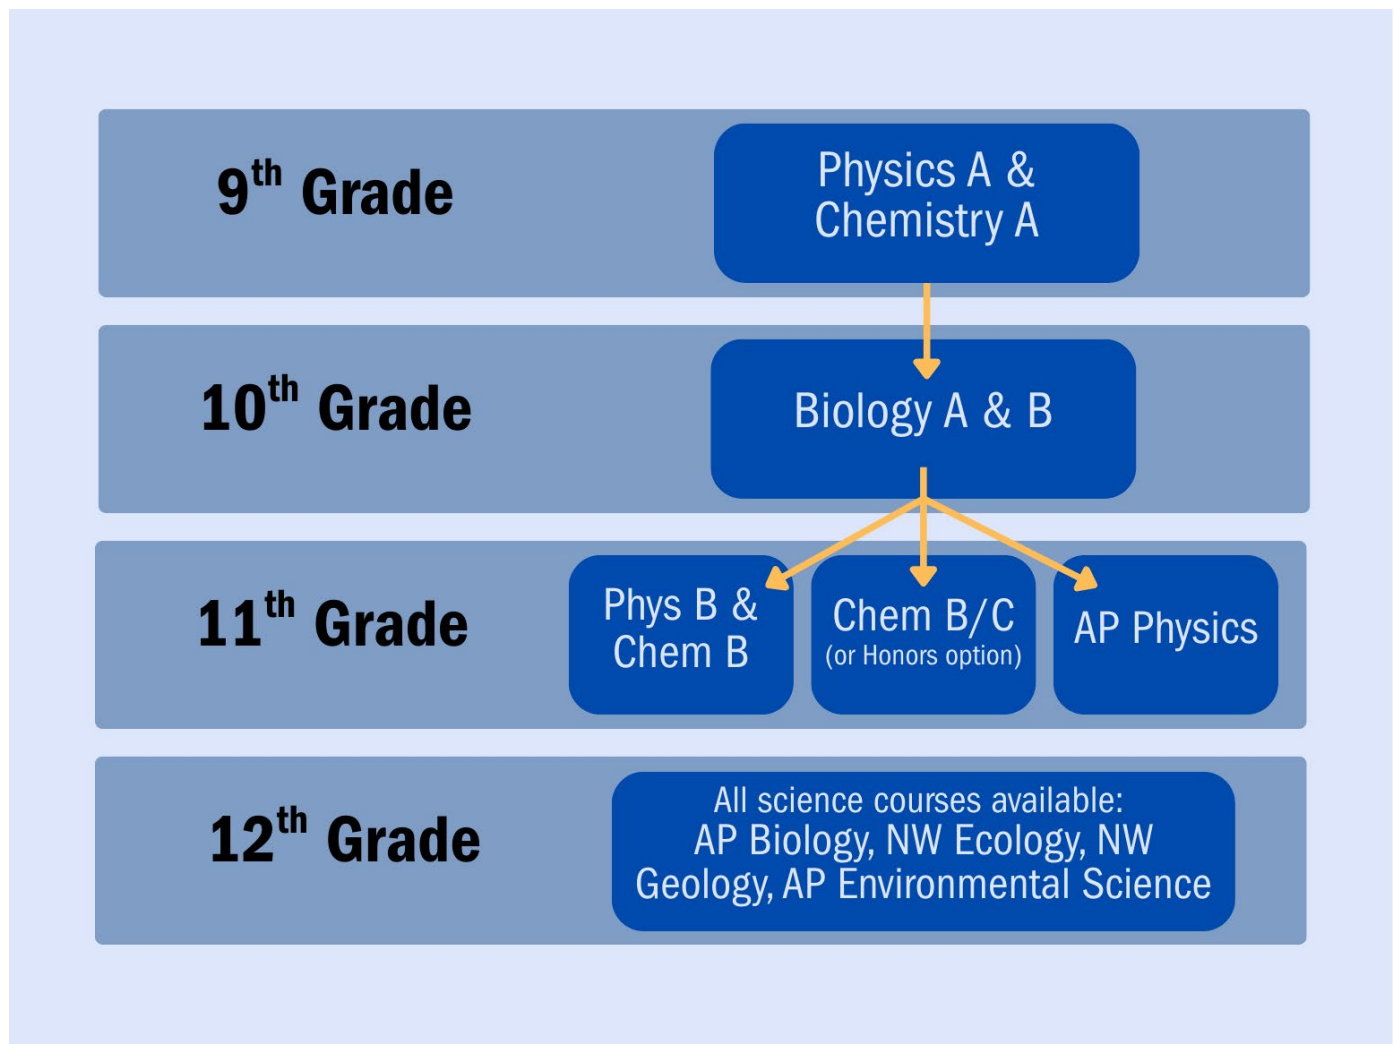 9th Grade
Physics A &
Chemistry A
10th Grade
Biology A & B
11th Grade
Phys B &
Chem B
Chem B/C
(or Honors option)
AP Physics
12th Grade
All science courses available:
AP Biology, NW Ecology, NW
Geology, AP Environmental Science